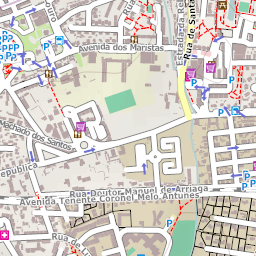 Ouro
Avenida dos Maristas
Estrada da
Rua de Santa
Machado dos Santos
República
Rua Doutor Manuel de Arriaga
Avenida Tenente Coronel Melo Antunes
Rua de
P
P
P
P
P
P
P
P
P
P